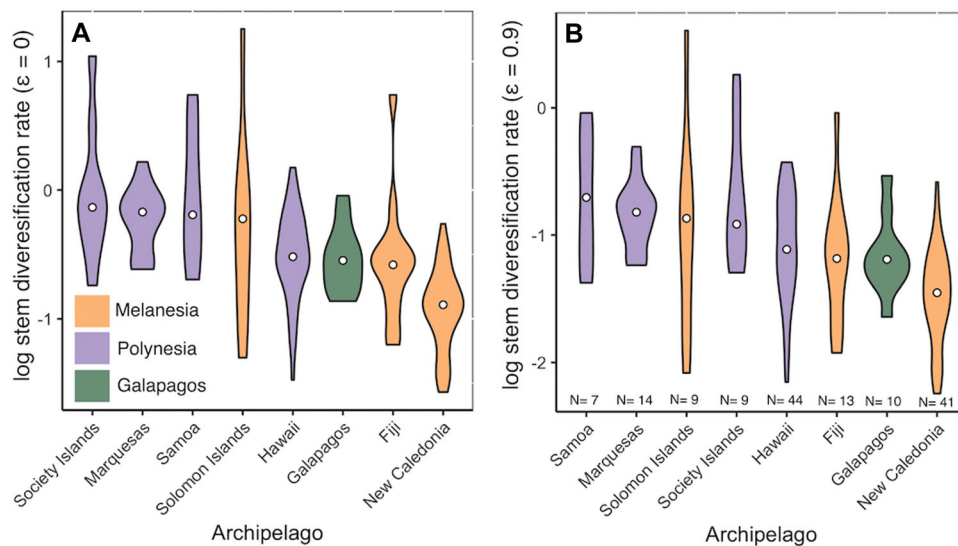 A
log stem diveresification rate (ε = 0)
1
0
-1
Melanesia
Polynesia
Galapagos
Society Islands
Marquesas
Samoa
Solomon Islands
Hawaii
Galapagos
Fiji
New Caledonia
Archipelago
B
log stem diveresification rate (ε = 0.9)
0
-1
-2
N= 7 N= 14 N= 9 N= 9 N= 44 N= 13 N= 10 N= 41
Samoa
Marquesas
Solomon Islands
Society Islands
Hawaii
Fiji
Galapagos
New Caledonia
Archipelago